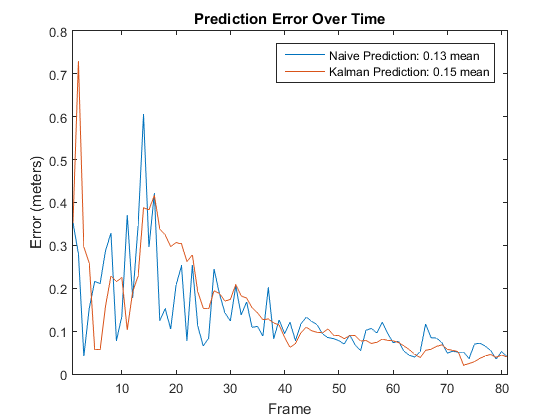 Prediction Error Over Time
0.8
Naive Prediction: 0.13 mean
Kalman Prediction: 0.15 mean
0.7
0.6
0.5
0.4
0.3
0.2
0.1
0
Error (meters)
10 20 30 40 50 60 70 80
Frame